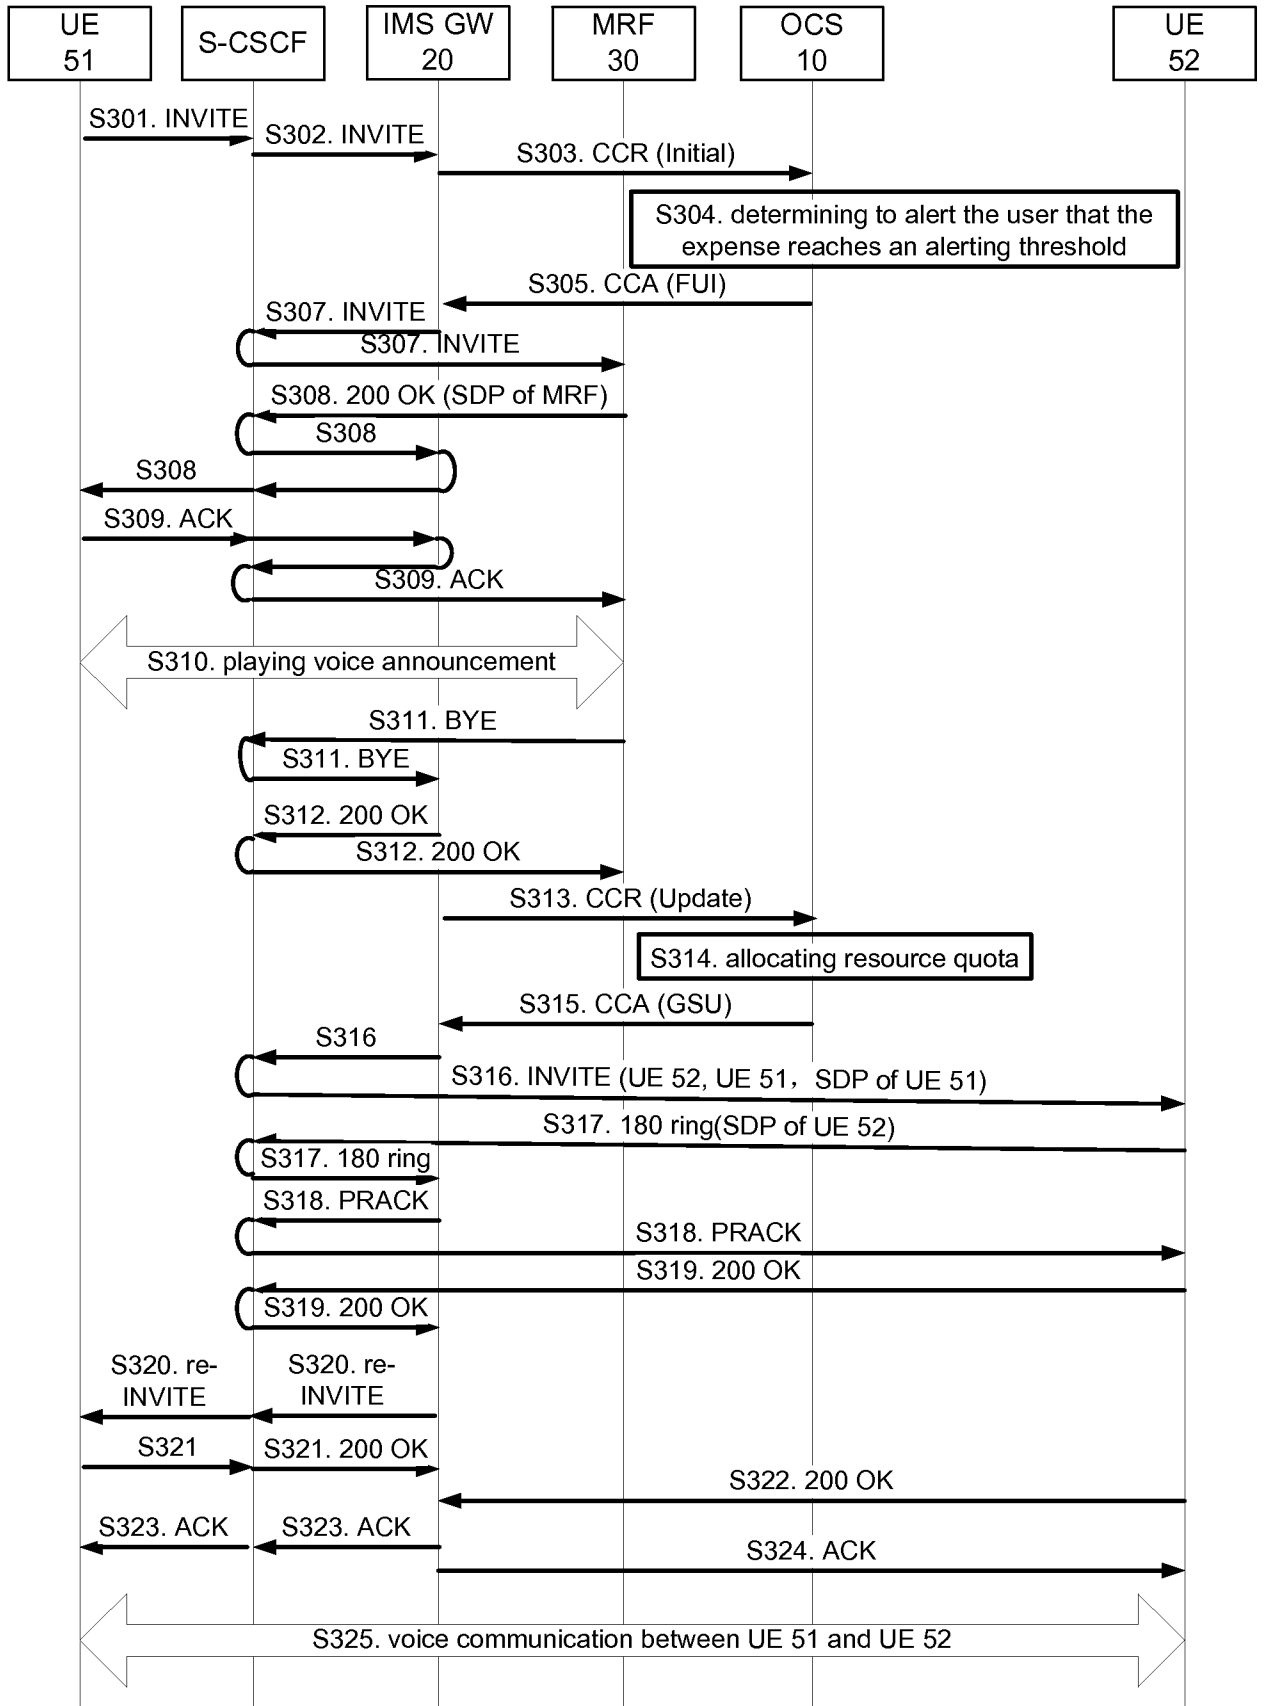 UE
51
S-CSCF
IMS GW
20
MRF
30
OCS
10
UE
52
S301. INVITE
S302. INVITE
S303. CCR (Initial)
S304. determining to alert the user that the
expense reaches an alerting threshold
S305. CCA (FUI)
S307. INVITE
S307. INVITE
S308. 200 OK (SDP of MRF)
S308
S308
S309. ACK
S309. ACK
S310. playing voice announcement
S311. BYE
S311. BYE
S312. 200 OK
S312. 200 OK
S313. CCR (Update)
S314. allocating resource quota
S315. CCA (GSU)
S316
S316. INVITE (UE 52, UE 51，SDP of UE 51)
S317. 180 ring(SDP of UE 52)
S317. 180 ring
S318. PRACK
S318. PRACK
S319. 200 OK
S319. 200 OK
S320. re-
INVITE
S320. re-
INVITE
S321
S321. 200 OK
S322. 200 OK
S323. ACK
S323. ACK
S324. ACK
S325. voice communication between UE 51 and UE 52